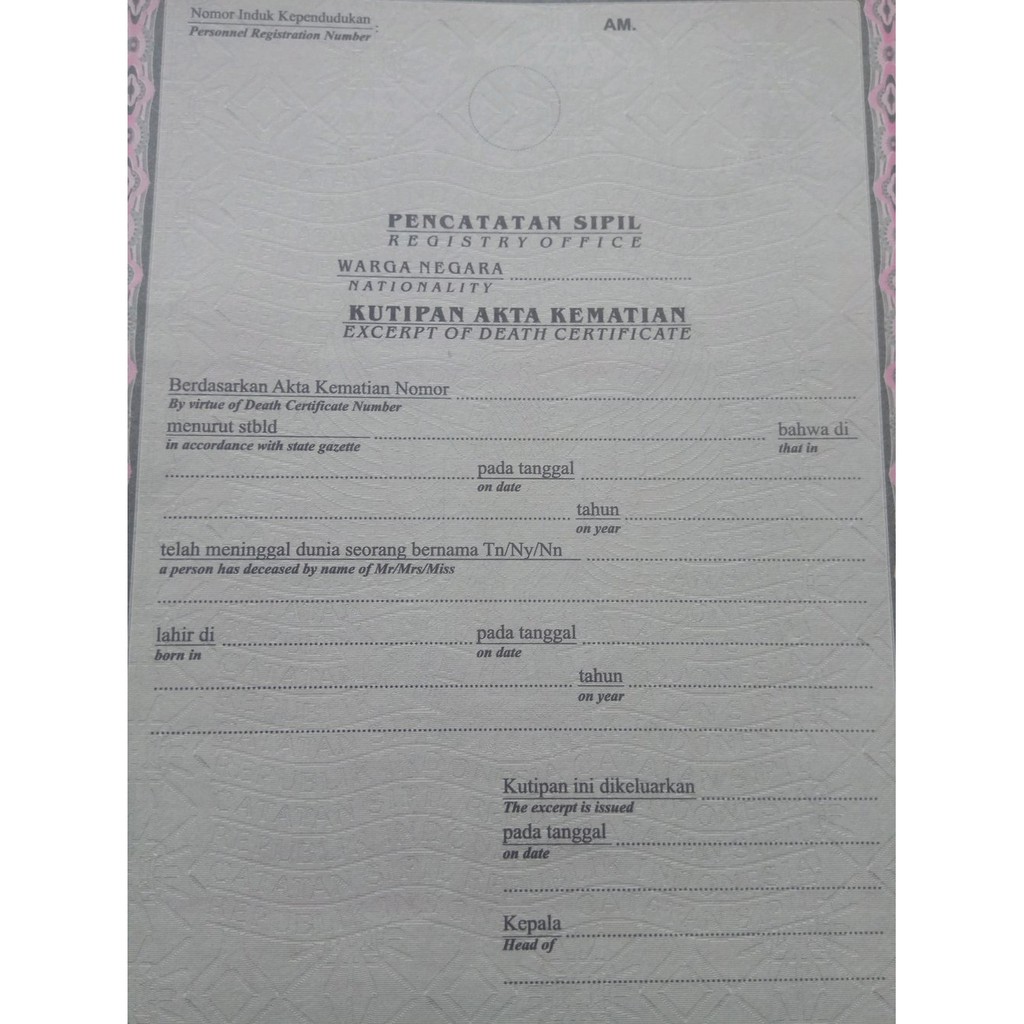 Nomor Induk Kependudukan :
Personnel Registration Number
AM.
PENCATATAN SIPIL
REGISTRY OFFICE
WARGA NEGARA
NATIONALITY
KUTIPAN AKTA KEMATIAN
EXCERPT OF DEATH CERTIFICATE
Berdasarkan Akta Kematian Nomor
By virtue of Death Certificate Number
menurut stbld bahwa di
in accordance with state gazette that in
pada tanggal
on date
tahun
on year
telah meninggal dunia seorang bernama Tn/Ny/Nn
a person has deceased by name of Mr/Mrs/Miss
lahir di pada tanggal
born in on date
tahun
on year
Kutipan ini dikeluarkan
The excerpt is issued
pada tanggal
on date
Kepala
Head of